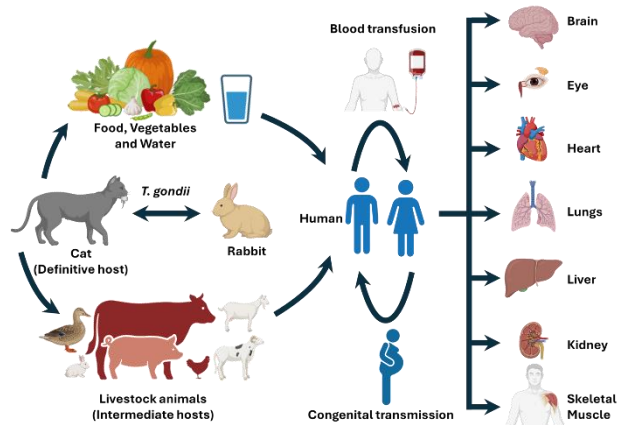 Blood transfusion
Brain
Eye
Food, Vegetables
and Water
Heart
T. gondii
Human
Lungs
Cat
(Definitive host)
Rabbit
Liver
Kidney
Livestock animals
(Intermediate hosts)
Congenital transmission
Skeletal
Muscle